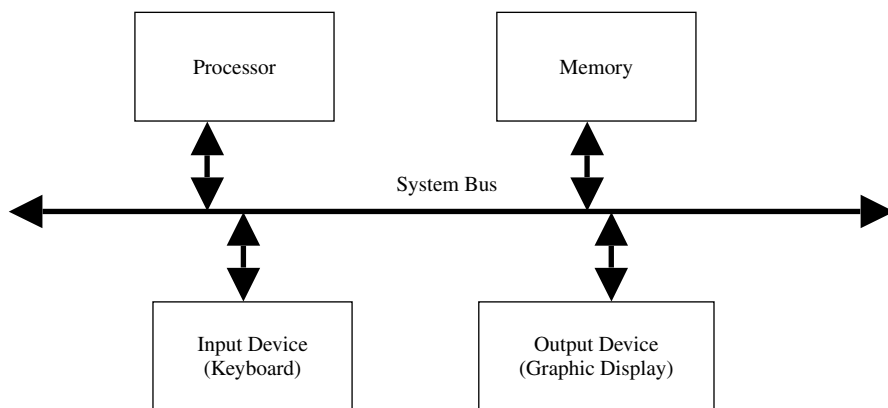 Processor
Memory
System Bus
Input Device
(Keyboard)
Output Device
(Graphic Display)